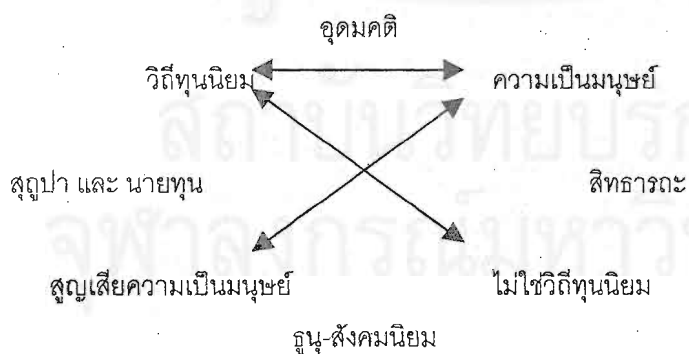 อุดมคติ
วิถีทุนนิยม ความเป็นมนุษย์
สุถูปา และ นายทุน สิทธารถะ
สูญเสียความเป็นมนุษย์ ไม่ใช่วิถีทุนนิยม
ธนุ-สังคมนิยม